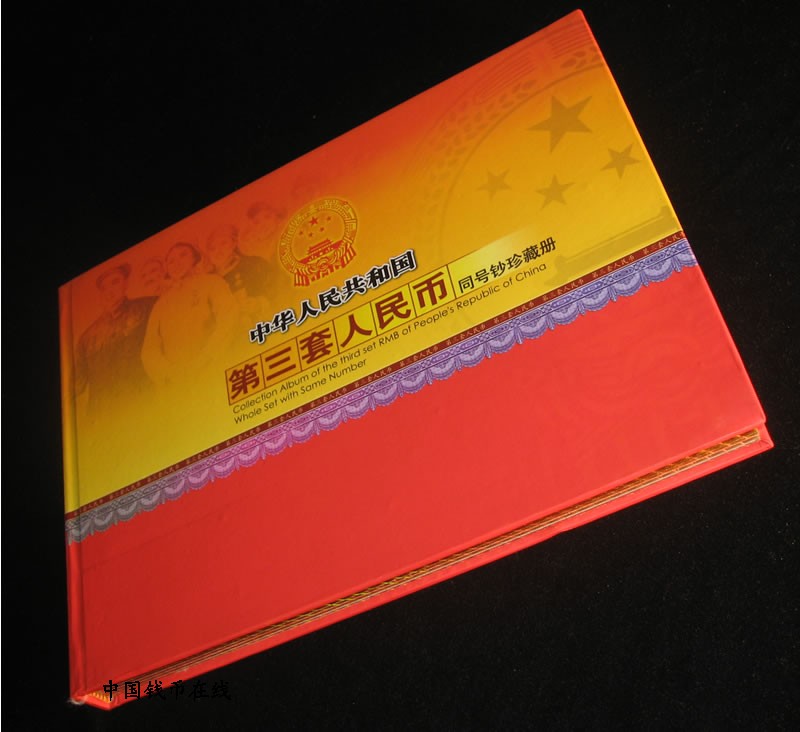 中华人民共和国
第三套人民币 同号钞珍藏册
Collection Album of the third set RMB of People's Republic of China
Whole Set with Same Number
中国钱币在线